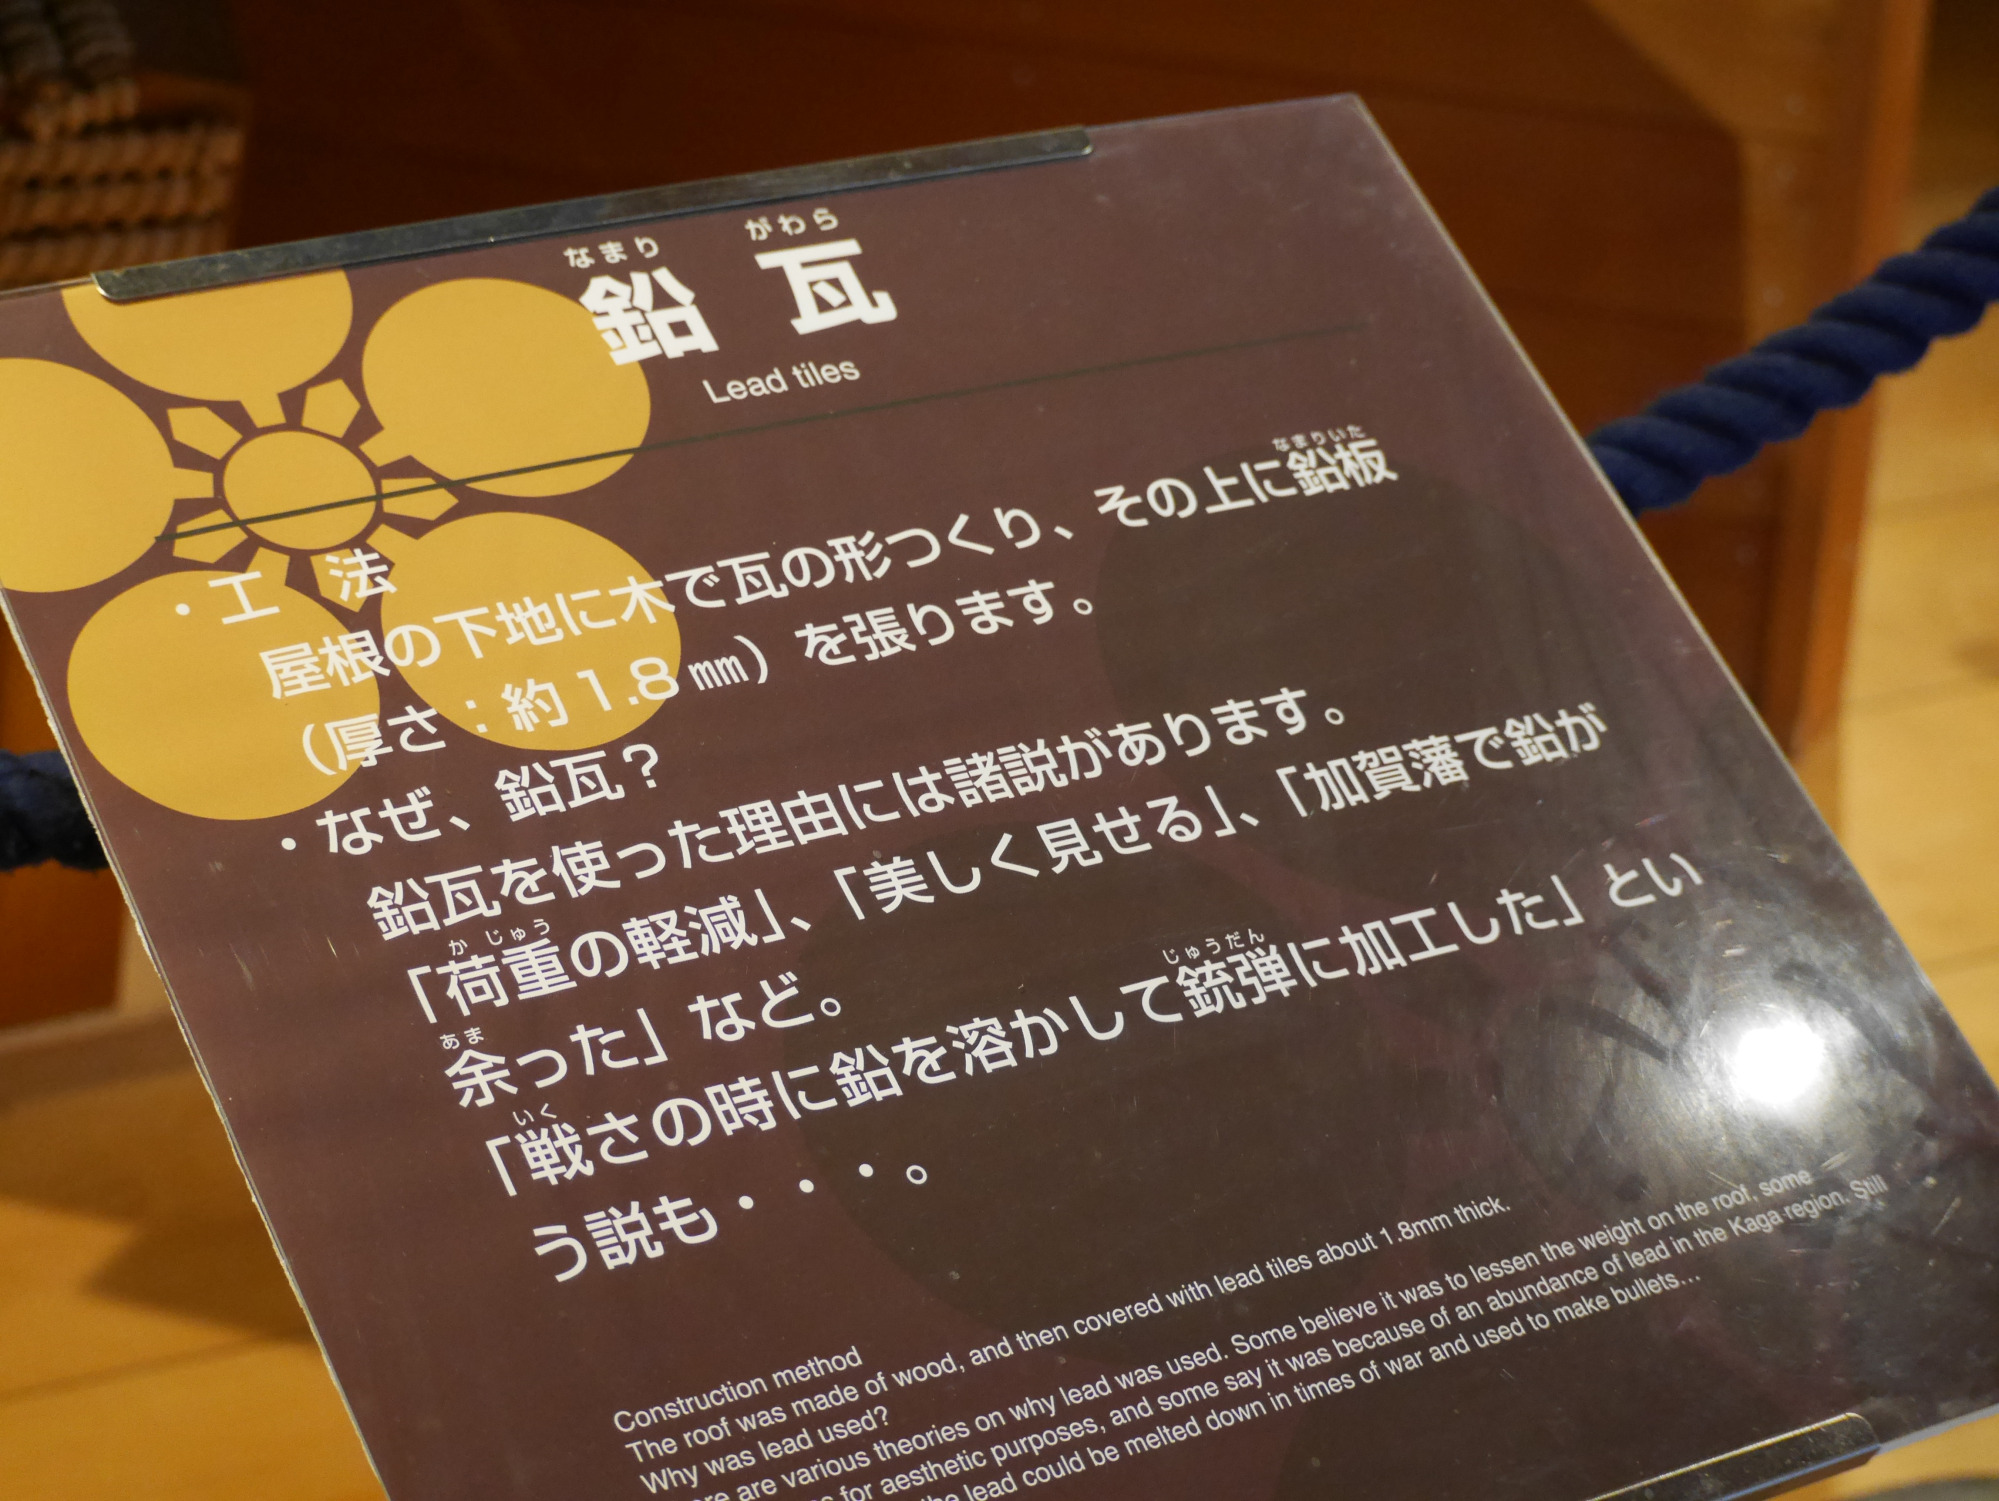 なまり がわら
鉛 瓦
Lead tiles
・工 法
なまりいた
屋根の下地に木で瓦の形つくり、その上に鉛板
（厚さ：約1.8㎜）を張ります。
・なぜ、鉛瓦？
鉛瓦を使った理由には諸説があります。
か じゅう
「荷重の軽減」、「美しく見せる」、「加賀藩で鉛が
あま
余った」など。
いく じゅうだん
「戦さの時に鉛を溶かして銃弾に加工した」とい
う説も・・・。
Construction method
The roof was made of wood, and then covered with lead tiles about 1.8mm thick.
Why was lead used?
are various theories on why lead was used. Some believe it was to lessen the weight on the roof, some
for aesthetic purposes, and some say it was because of an abundance of lead in the Kaga region. Still
the lead could be melted down in times of war and used to make bullets...